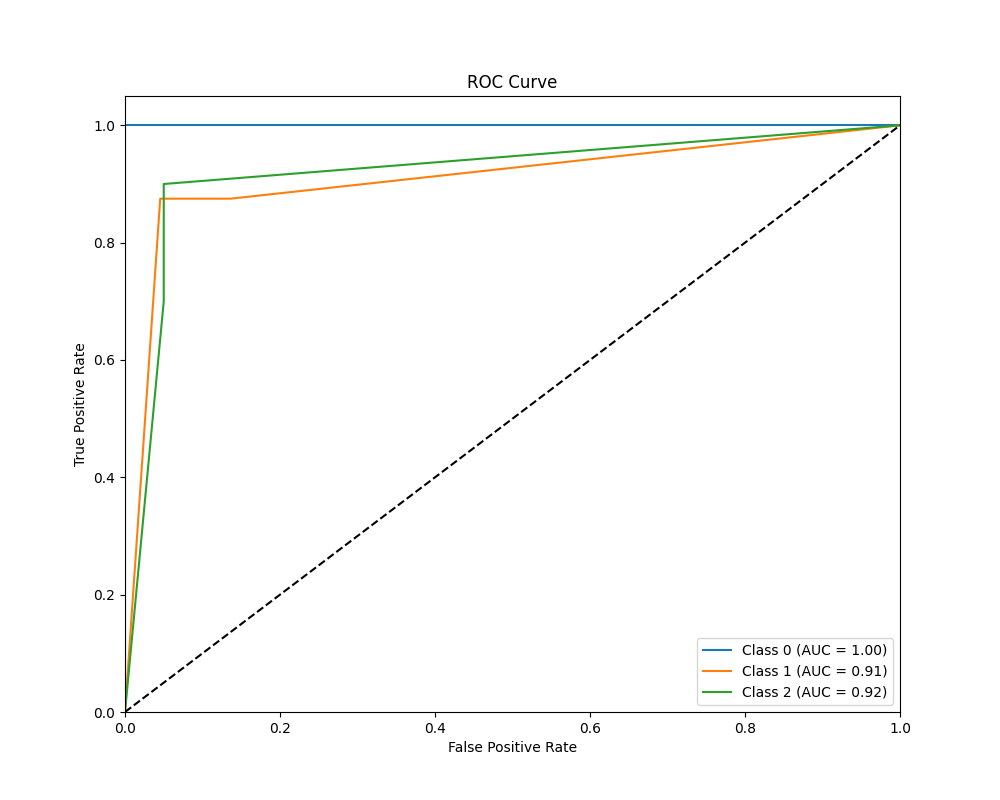 ROC Curve
1.0
0.8
0.6
0.4
0.2
0.0
True Positive Rate
0.0 0.2 0.4 0.6 0.8 1.0
False Positive Rate
Class 0 (AUC = 1.00)
Class 1 (AUC = 0.91)
Class 2 (AUC = 0.92)